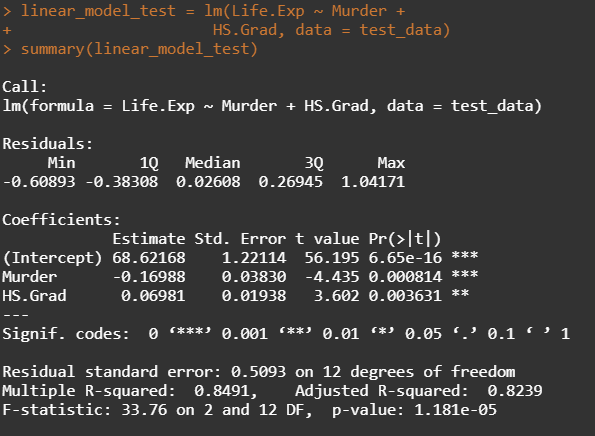 > linear_model_test = lm(Life.Exp ~ Murder +
+                        HS.Grad, data = test_data)
> summary(linear_model_test)

Call:
lm(formula = Life.Exp ~ Murder + HS.Grad, data = test_data)

Residuals:
     Min       1Q   Median       3Q      Max
-0.60893 -0.38308  0.02608  0.26945  1.04171

Coefficients:
            Estimate Std. Error t value Pr(>|t|)
(Intercept) 68.62168    1.22114  56.195 6.65e-16 ***
Murder      -0.16988    0.03830  -4.435 0.000814 ***
HS.Grad      0.06981    0.01938   3.602 0.003631 **
---
Signif. codes:  0 ‘***’ 0.001 ‘**’ 0.01 ‘*’ 0.05 ‘.’ 0.1 ‘ ’ 1

Residual standard error: 0.5093 on 12 degrees of freedom
Multiple R-squared:  0.8491,    Adjusted R-squared:  0.8239
F-statistic: 33.76 on 2 and 12 DF,  p-value: 1.181e-05